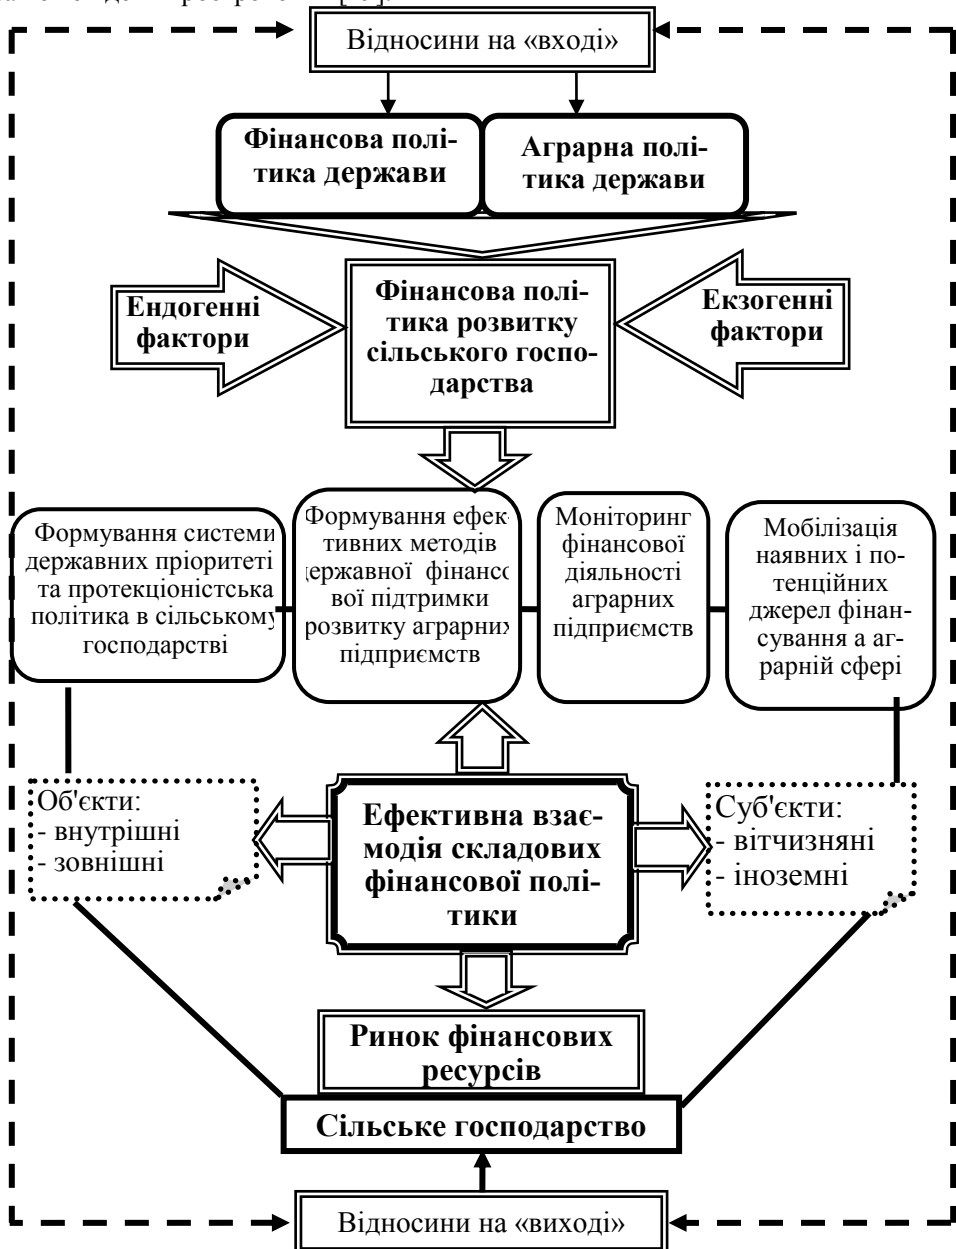 Відносини на «вході»
Фінансова полі-
тика держави
Аграрна полі-
тика держави
Ендогенні
фактори
Фінансова полі-
тика розвитку
сільського госпо-
дарства
Екзогенні
фактори
Формування системи
державних пріоритеті
та протекціоністська
політика в сільському
господарстві
Формування ефек-
тивних методів
державної фінансо
вої підтримки
розвитку аграрних
підприємств
Моніторинг
фінансової
діяльності
аграрних
підприємств
Мобілізація
наявних і по-
тенційних
джерел фінан-
сування а аг-
рарній сфері
Об'єкти:
- внутрішні
- зовнішні
Ефективна взає-
модія складових
фінансової полі-
тики
Суб'єкти:
- вітчизняні
- іноземні
Ринок фінансових
ресурсів
Сільське господарство
Відносини на «виході»